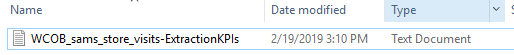 Name Date modified Type
WCOB_sams_store_visits-ExtractionKPIs 2/19/2019 3:10 PM Text Document